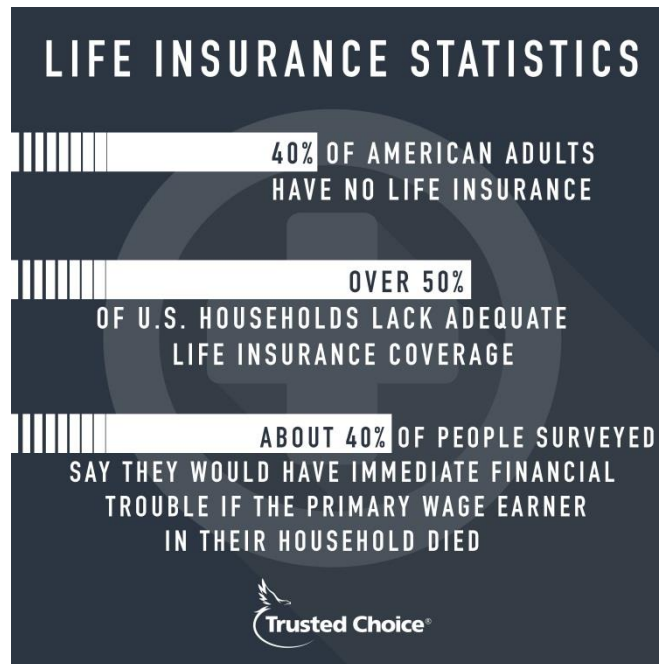 LIFE INSURANCE STATISTICS
40% OF AMERICAN ADULTS
HAVE NO LIFE INSURANCE
OVER 50%
OF U.S. HOUSEHOLDS LACK ADEQUATE
LIFE INSURANCE COVERAGE
ABOUT 40% OF PEOPLE SURVEYED
SAY THEY WOULD HAVE IMMEDIATE FINANCIAL
TROUBLE IF THE PRIMARY WAGE EARNER
IN THEIR HOUSEHOLD DIED
Trusted Choice®